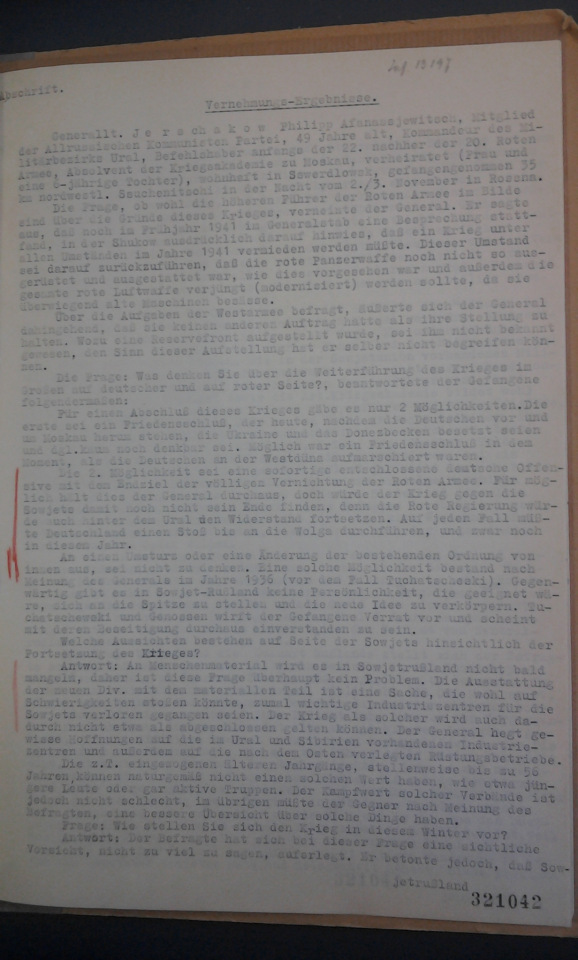 Abschrift.
Vernehmungs-Ergebnisse.
Generallt. J e r s c h a k o w Philipp Afanassjewitsch, Mitglied
der Allrussischen Kommunisten Partei, 49 Jahre alt, Kommandeur des Mi-
litärbezirks Ural, Befehlshaber anfangs der 22. nachher der 20. Roten
Armee, Absolvent der Kriegsakademie zu Moskau, verheiratet (Frau und
eine 8-jährige Tochter), wohnhaft in Swerdlowsk, gefangengenommen 35
km nordwestl. Ssuchenitschi in der Nacht vom 2./3. November in
Die Frage, ob wohl die höheren Führer der Roten Armee im Bilde
sind über die Gründe dieses Krieges, verneinte der General. Er sagte
aus, daß noch im Frühjahr 1941 im Generalstab eine Besprechung statt-
fand, in der Shukow ausdrücklich darauf hinwies, daß ein Krieg unter
allen Umständen im Jahre 1941 vermieden werden müßte. Dieser Umstand
sei darauf zurückzuführen, daß die rote Panzerwaffe noch nicht so aus-
gerüstet und ausgestattet war, wie dies vorgesehen war und außerdem die
gesamte rote Luftwaffe verjüngt (modernisiert) werden sollte, da sie
überwiegend alte Maschinen besässe.
Über die Aufgaben der Westarmee befragt, äußerte sich der General
dahingehend, daß sie keinen anderen Auftrag hatte als ihre Stellung zu
halten. Wozu eine Reservefront aufgestellt wurde, sei ihm nicht bekannt
gewesen, den Sinn dieser Aufstellung hat er selber nicht begreifen kön-
nen.
Die Frage: Was denken Sie über die Weiterführung des Krieges im
Großen auf deutscher und auf roter Seite?, beantwortete der Gefangene
folgendermaßen:
Für einen Abschluß dieses Krieges gäbe es nur 2 Möglichkeiten. Die
erste sei ein Friedensschluß, der heute, nachdem die Deutschen vor und
um Moskau herum stehen, die Ukraine und das Donezbecken besetzt seien
und dgl. kaum noch denkbar sei. Möglich war ein Friedensschluß in dem
Moment, als die Deutschen an der Westdüna aufmarschiert waren.
Die 2. Möglichkeit sei eine sofortige entschlossene deutsche Offen-
sive mit dem Endziel der völligen Vernichtung der Roten Armee. Für mög-
lich hält dies der General durchaus, doch würde der Krieg gegen die
Sowjets damit noch nicht sein Ende finden, denn die Rote Regierung wür-
de auch hinter dem Ural den Widerstand fortsetzen. Auf jeden Fall müß-
te Deutschland einen Stoß bis an die Wolga durchführen, und zwar noch
in diesem Jahr.
An einen Umsturz oder eine Änderung der bestehenden Ordnung von
innen aus, sei nicht zu denken. Eine solche Möglichkeit bestand nach
Meinung des Generals im Jahre 1936 (vor dem Fall Tuchatschewski). Gegen-
wärtig gibt es in Sowjet-Rußland keine Persönlichkeit, die geeignet wä-
re, sich an die Spitze zu stellen und die neue Idee zu verkörpern. Tu-
chatschewski und Genossen wirft der Gefangene Verrat vor und scheint
mit deren Beseitigung durchaus einverstanden zu sein.
Welche Aussichten bestehen auf Seite der Sowjets hinsichtlich der
Fortsetzung des Krieges?
Antwort: An Menschenmaterial wird es in Sowjetrußland nicht bald
mangeln, daher ist diese Frage überhaupt kein Problem. Die Ausstattung
der neuen Div. mit dem materiallen Teil ist eine Sache, die wohl auf
Schwierigkeiten stoßen könnte, zumal wichtige Industriezentren für die
Sowjets verloren gegangen seien. Der Krieg als solcher wird auch da-
durch nicht etwa als abgeschlossen gelten können. Der General hegt ge-
wisse Hoffnungen auf die im Ural und Sibirien vorhandenen Industrie-
zentren und außerdem auf die nach dem Osten verlegten Rüstungsbetriebe.
Die z.T. eingezogenen älteren Jahrgänge, stellenweise bis zu 56
Jahren, können naturgemäß nicht einen solchen Wert haben, wie etwa jün-
gere Leute oder gar aktive Truppen. Der Kampfwert solcher Verbände ist
jedoch nicht schlecht, im übrigen müßte der Gegner nach Meinung des
Befragten, eine bessere Übersicht über solche Dinge haben.
Frage: Wie stellen Sie sich den Krieg in diesem Winter vor?
Antwort: Der Befragte hat sich bei dieser Frage eine sichtliche
Vorsicht, nicht zu viel zu sagen, auferlegt. Er betonte jedoch, daß Sow-
jetrußland
321042